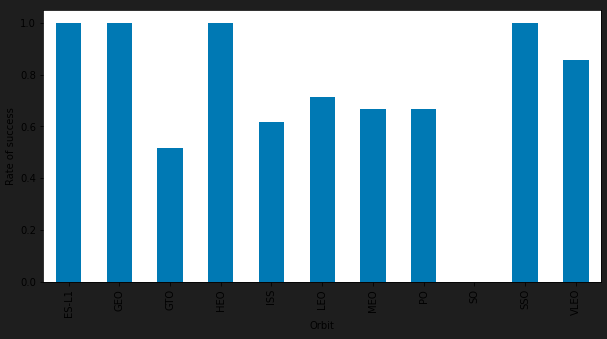 Rate of success
1.0
0.8
0.6
0.4
0.2
0.0
ES-L1 GEO GTO HEO ISS LEO MEO PO SO SSO VLEO
Orbit